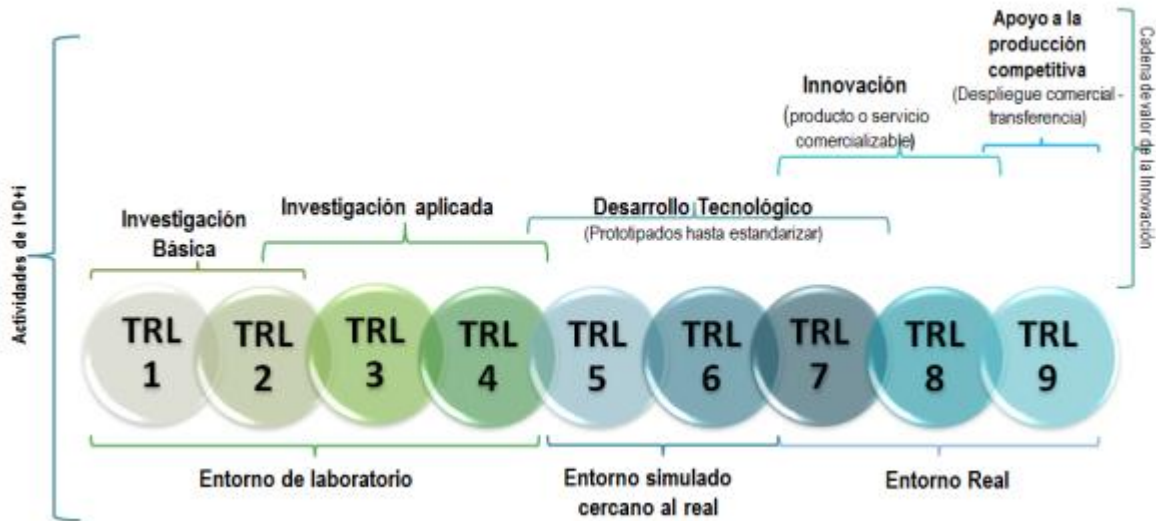 Actividades de I+D+i
Investigación
Básica
Investigación aplicada
Desarrollo Tecnológico
(Prototipados hasta estandarizar)
Innovación
(producto o servicio
comercializable)
Apoyo a la
producción
competitiva
(Despliegue comercial -
transferencia)
Cadena de valor de la Innovación
TRL
1
TRL
2
TRL
3
TRL
4
TRL
5
TRL
6
TRL
7
TRL
8
TRL
9
Entorno de laboratorio
Entorno simulado
cercano al real
Entorno Real